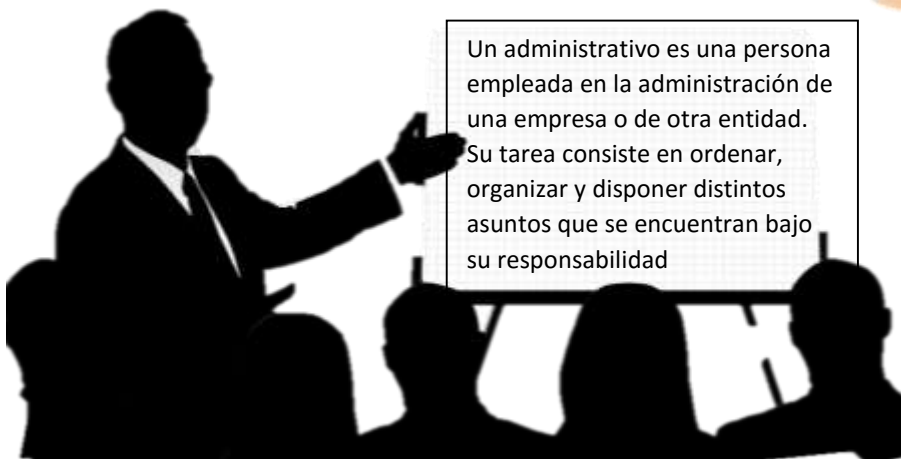 Un administrativo es una persona
empleada en la administración de
una empresa o de otra entidad.
Su tarea consiste en ordenar,
organizar y disponer distintos
asuntos que se encuentran bajo
su responsabilidad